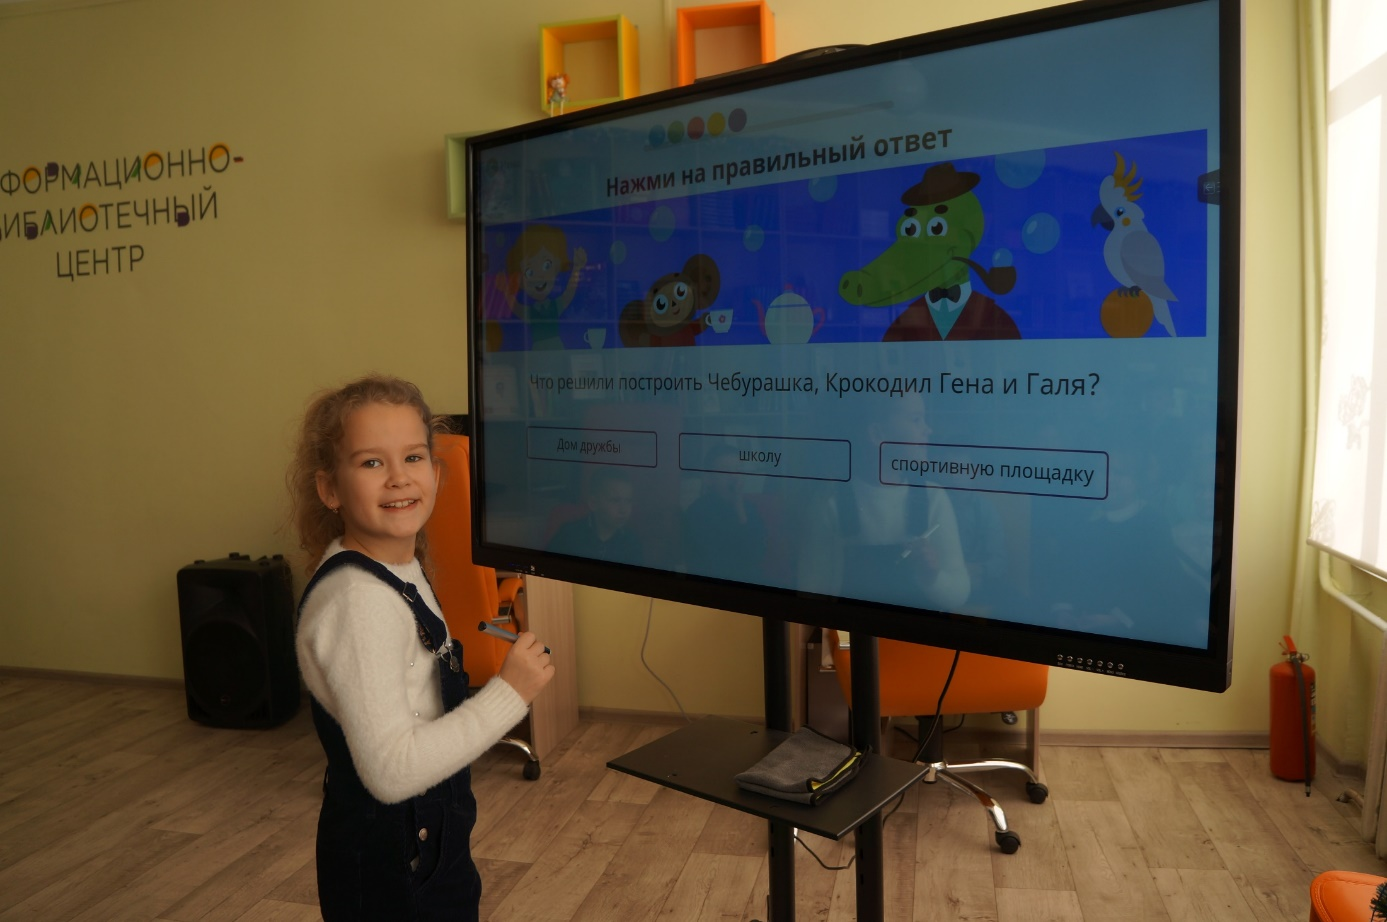 ФОРМАЦИОННО-
ИБЛИОТЕЧНЫЙ
ЦЕНТР
Нажми на правильный ответ
Что решили построить Чебурашка, Крокодил Гена и Галя?
Дом дружбы
школу
спортивную площадку